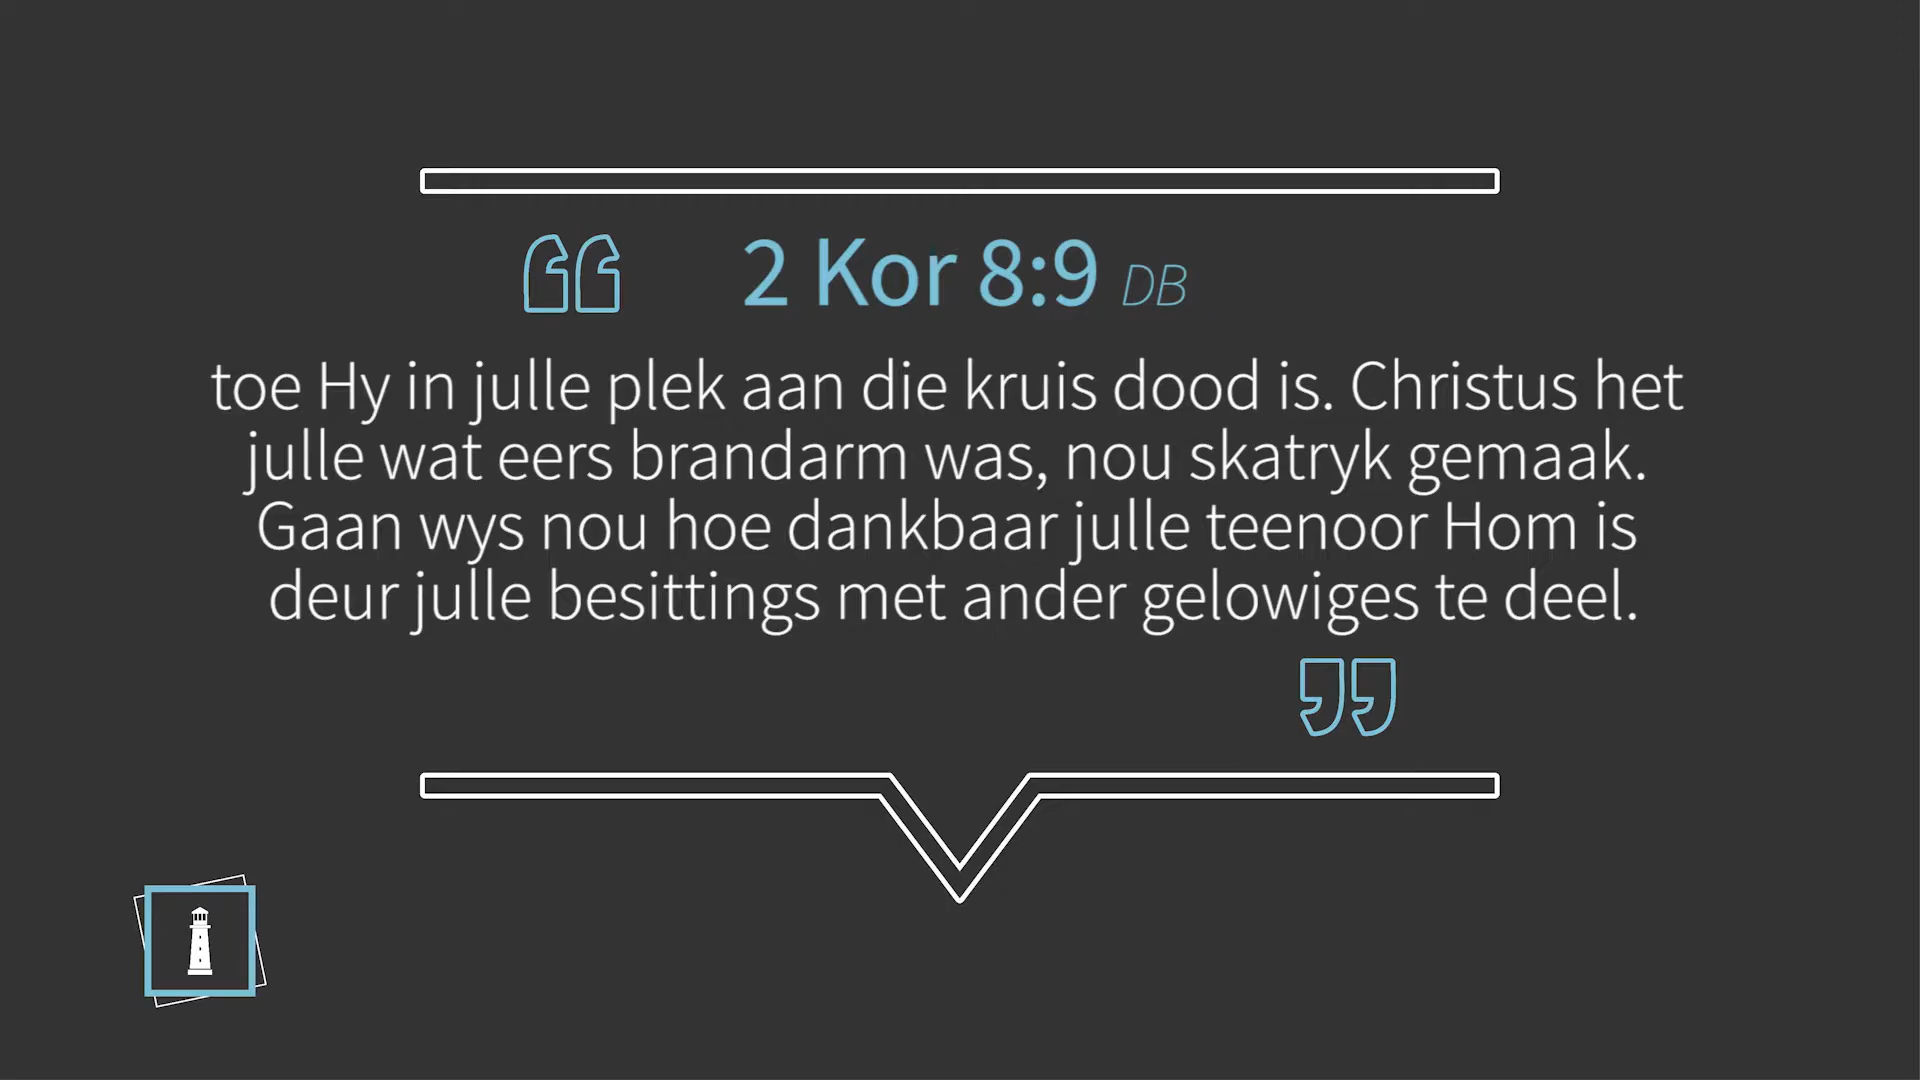 2 Kor 8:9 DB
toe Hy in julle plek aan die kruis dood is. Christus het
julle wat eers brandarm was, nou skatryk gemaak.
Gaan wys nou hoe dankbaar julle teenoor Hom is
deur julle besittings met ander gelowiges te deel.